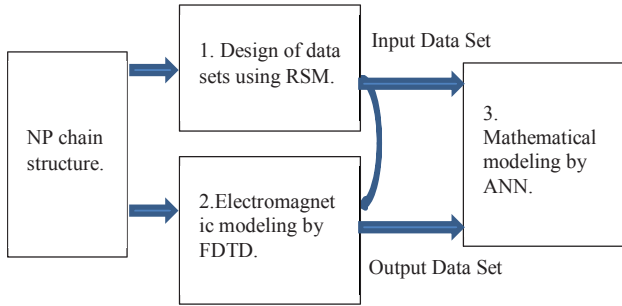 NP chain
structure.
1. Design of data
sets using RSM.
Input Data Set
2.Electromagnet
ic modeling by
FDTD.
Output Data Set
3.
Mathematical
modeling by
ANN.